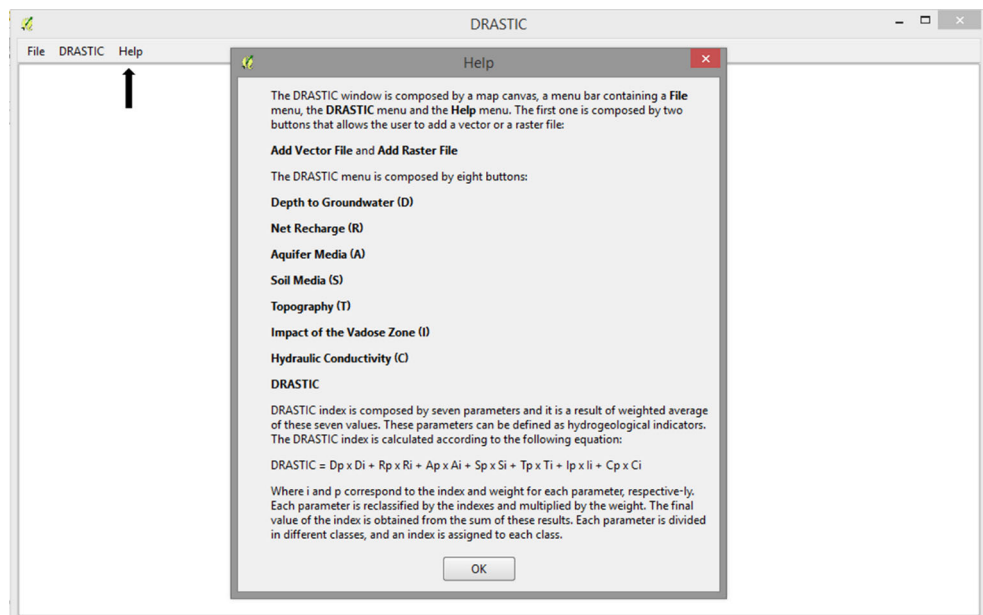 DRASTIC
File DRASTIC Help
Help
The DRASTIC window is composed by a map canvas, a menu bar containing a File
menu, the DRASTIC menu and the Help menu. The first one is composed by two
buttons that allows the user to add a vector or a raster file:
Add Vector File and Add Raster File
The DRASTIC menu is composed by eight buttons:
Depth to Groundwater (D)
Net Recharge (R)
Aquifer Media (A)
Soil Media (S)
Topography (T)
Impact of the Vadose Zone (I)
Hydraulic Conductivity (C)
DRASTIC
DRASTIC index is composed by seven parameters and it is a result of weighted average
of these seven values. These parameters can be defined as hydrogeological indicators.
The DRASTIC index is calculated according to the following equation:
DRASTIC = Dp x Di + Rp x Ri + Ap x Ai + Sp x Si + Tp x Ti + Ip x Ii + Cp x Ci
Where i and p correspond to the index and weight for each parameter, respective-ly.
Each parameter is reclassified by the indexes and multiplied by the weight. The final
value of the index is obtained from the sum of these results. Each parameter is divided
in different classes, and an index is assigned to each class.
OK